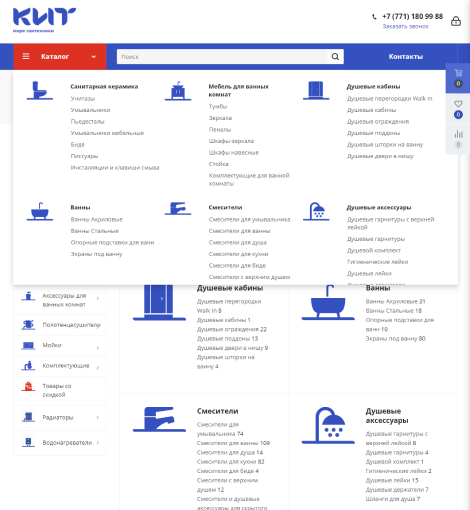 КИТ
море сантехники
+7 (771) 180 99 88
Заказать звонок
Каталог
Поиск
Контакты
0
0
0
Санитарная керамика
Унитазы
Умывальники
Пьедесталы
Умывальники мебельные
Биде
Писсуары
Инсталляции и клавиши смыва
Мебель для ванных
комнат
Тумбы
Зеркала
Пеналы
Шкафы-зеркала
Шкафы навесные
Стойка
Комплектующие для ванной
комнаты
Душевые кабины
Душевые перегородки Walk In
Душевые кабины
Душевые ограждения
Душевые поддоны
Душевые шторки на ванну
Душевые двери в нишу
Ванны
Ванны Акриловые
Ванны Стальные
Опорные подставки для ванн
Экраны под ванну
Смесители
Смесители для умывальника
Смесители для ванны
Смесители для душа
Смесители для кухни
Смесители для биде
Смесители с верхним душем
Душевые аксессуары
Душевые гарнитуры с верхней
лейкой
Душевые гарнитуры
Душевой комплект
Гигиенические лейки
Душевые лейки
Аксессуары для
ванных комнат
Полотенцесушители
Мойки
Комплектующие
Товары со
скидкой
Радиаторы
Водонагреватели
Душевые кабины
Душевые перегородки
Walk In 8
Душевые кабины 1
Душевые ограждения 22
Душевые поддоны 13
Душевые двери в нишу 9
Душевые шторки на
ванну 4
Ванны
Ванны Акриловые 31
Ванны Стальные 18
Опорные подставки для
ванн 10
Экраны под ванну 80
Смесители
Смесители для
умывальника 74
Смесители для ванны 109
Смесители для душа 14
Смесители для кухни 82
Смесители для биде 4
Смесители с верхним
душем 12
Смесители и душевые
аксессуары для скрытого
Душевые
аксессуары
Душевые гарнитуры с
верхней лейкой 8
Душевые гарнитуры 4
Душевой комплект 1
Гигиенические лейки 2
Душевые лейки 15
Душевые держатели 7
Шланги для душа 7